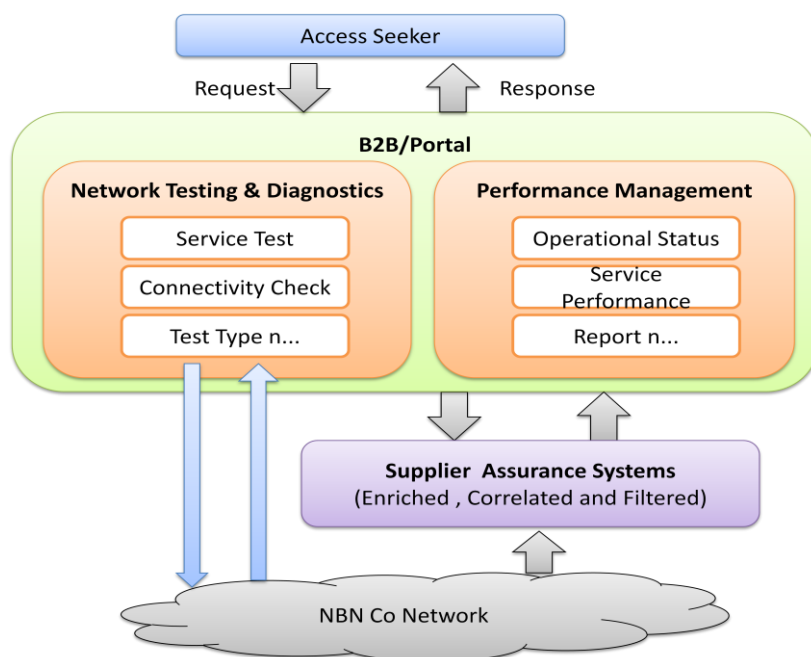 Access Seeker
Request
Response
B2B/Portal
Network Testing & Diagnostics
Service Test
Connectivity Check
Test Type n...
Performance Management
Operational Status
Service
Performance
Report n...
Supplier Assurance Systems
(Enriched , Correlated and Filtered)
NBN Co Network